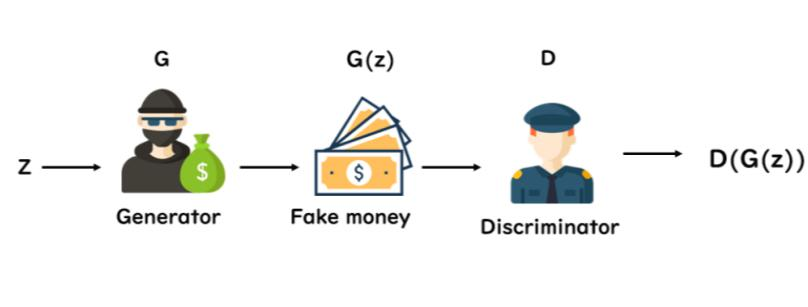 G
G(z)
D
Z
$
$
D(G(z))
Generator
Fake money
Discriminator